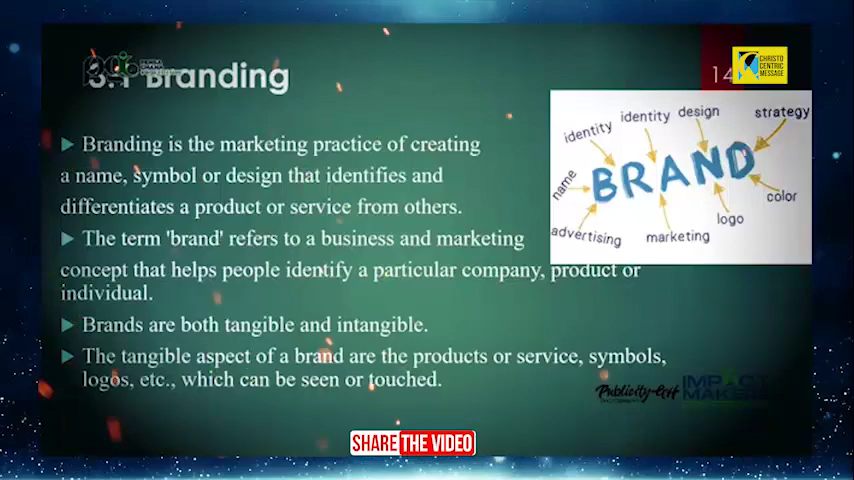 3.1 Branding
14
CHRISTO
CENTRIC
MESSAGE
Branding is the marketing practice of creating
a name, symbol or design that identifies and
differentiates a product or service from others.
The term 'brand' refers to a business and marketing
concept that helps people identify a particular company, product or
individual.
Brands are both tangible and intangible.
The tangible aspect of a brand are the products or service, symbols,
logos, etc., which can be seen or touched.
identity
identity
design
strategy
name
BRAND
color
logo
advertising
marketing
IMPACT
SHARE THE VIDEO